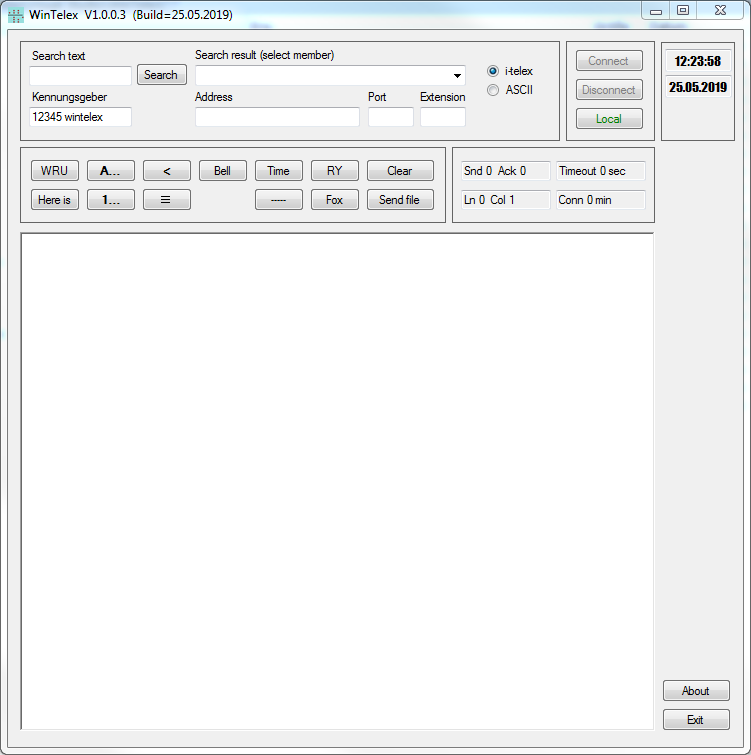 WinTelex V1.0.0.3 (Build=25.05.2019)
Search text
Search
Search result (select member)
Kennungsgeber
12345 wintelex
Address
Port
Extension
i-telex
ASCII
Connect
Disconnect
Local
12:23:58
25.05.2019
WRU
A...
<
Bell
Time
RY
Clear
Here is
1...
≡
-----
Fox
Send file
Snd 0 Ack 0
Timeout 0 sec
Ln 0 Col 1
Conn 0 min
About
Exit